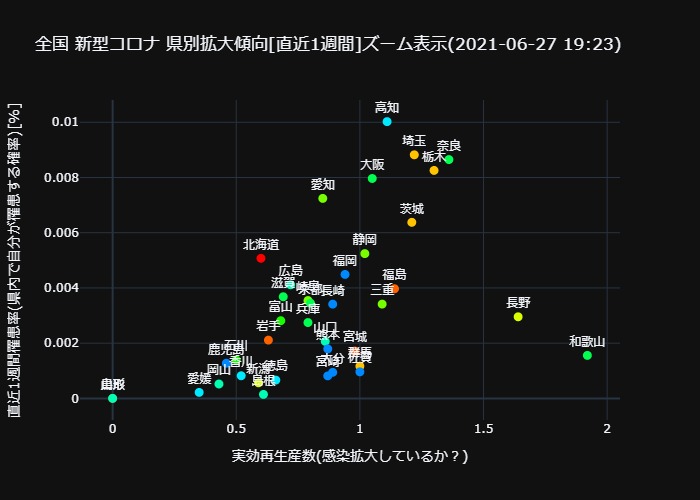 全国 新型コロナ 県別拡大傾向[直近1週間]ズーム表示(2021-06-27 19:23)
直近1週間罹患率(県内で自分が罹患する確率)[%]
0.01
0.008
0.006
0.004
0.002
0
高知
埼玉
奈良
栃木
大阪
愛知
茨城
静岡
北海道
福岡
広島
福島
滋賀
長崎
三重
長野
富山
兵庫
岩手
山口
熊本
宮城
和歌山
石川
鹿児島
群馬
佐賀
大分
香川
宮崎
徳島
新潟
岡山
島根
愛媛
0
0.5
1
1.5
2
実効再生産数(感染拡大しているか？)